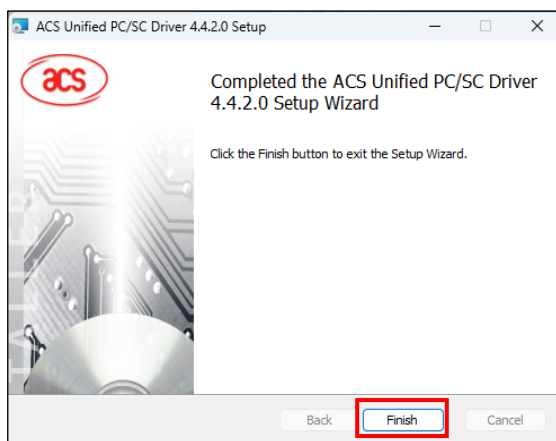 ACS Unified PC/SC Driver 4.4.2.0 Setup
acs
Completed the ACS Unified PC/SC Driver
4.4.2.0 Setup Wizard
Click the Finish button to exit the Setup Wizard.
Back
Finish
Cancel